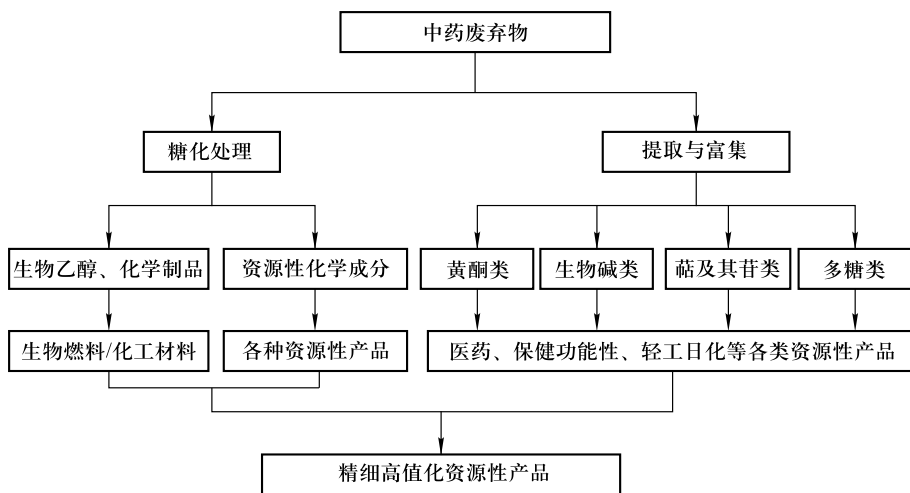 中药废弃物
糖化处理
提取与富集
生物乙醇、化学制品
资源性化学成分
黄酮类
生物碱类
萜及其苷类
多糖类
生物燃料/化工材料
各种资源性产品
医药、保健功能性、轻工日化等各类资源性产品
精细高值化资源性产品